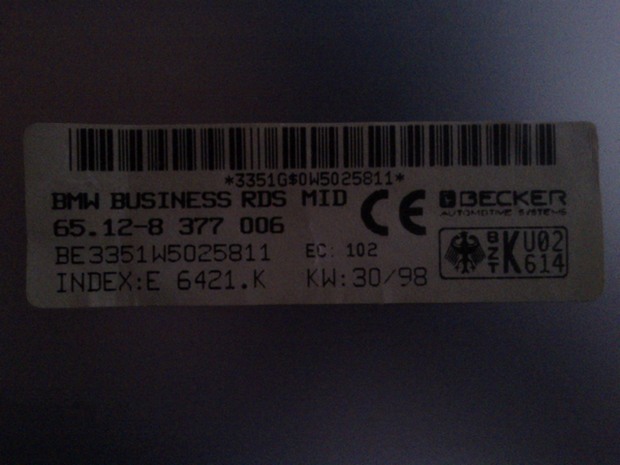 *3351G$0W5025811*
BMW BUSINESS RDS MID
CE
BECKER
AUTOMOTIVE SYSTEMS
65.12-8 377 006
BE3351W5025811
EC: 102
BZT K U02 614
INDEX:E 6421.K
KW:30/98